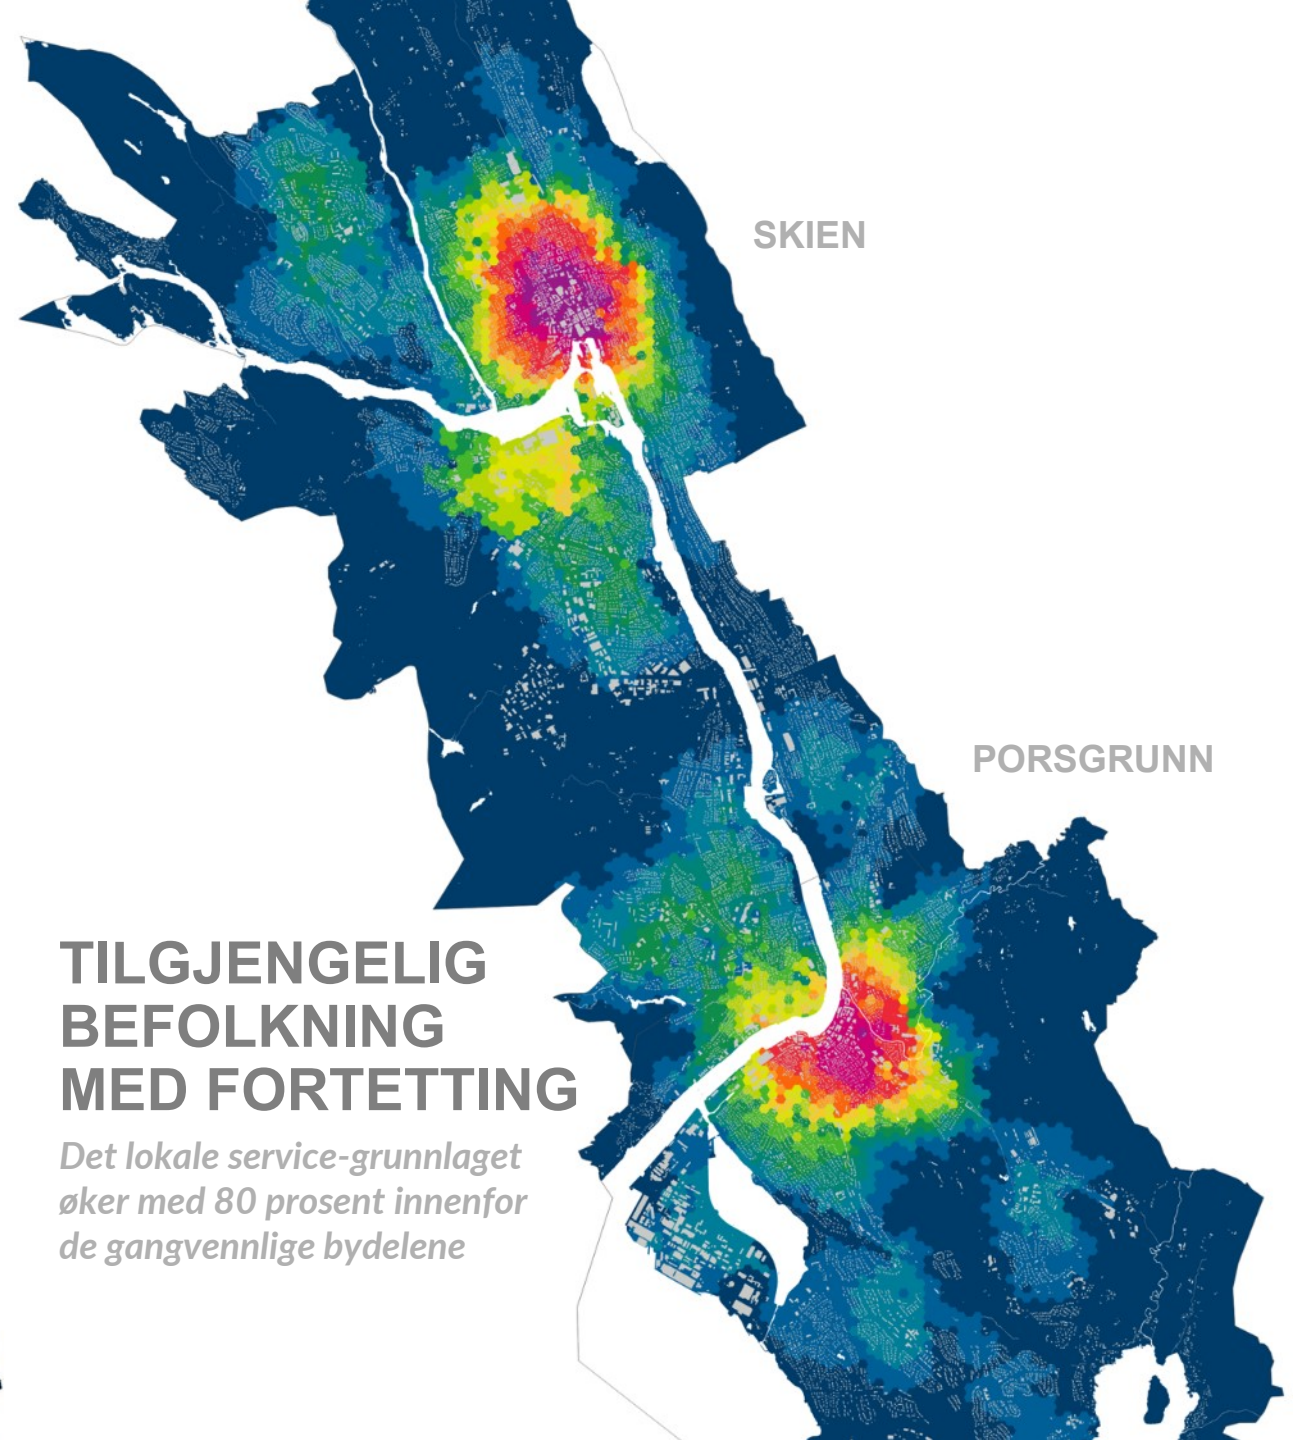 SKIEN
PORSGRUNN
TILGJENGELIG
BEFOLKNING
MED FORTETTING
Det lokale service-grunnlaget
øker med 80 prosent innenfor
de gangvennlige bydelene